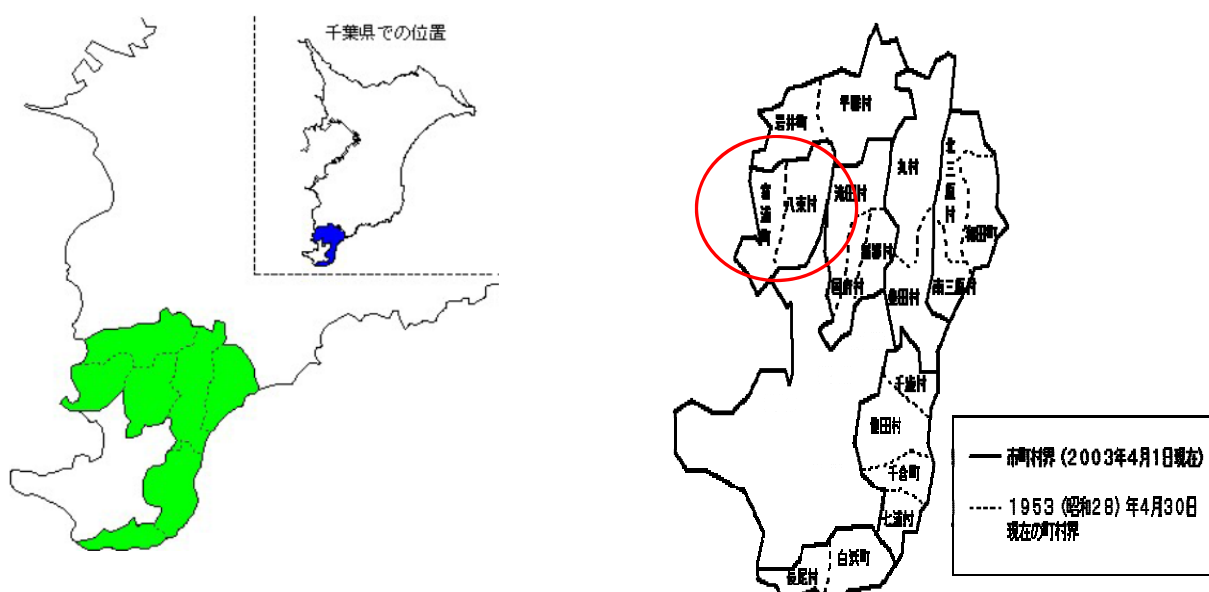 千葉県での位置
平群村
岩井町
丸村
北三原村
富浦町
八束村
滝田村
和田町
稲都村
国府村
豊田村
南三原村
千歳村
健田村
千倉町
七浦村
白浜町
長尾村
市町村界(2003年4月1日現在)
1953(昭和28)年4月30日
現在の町村界